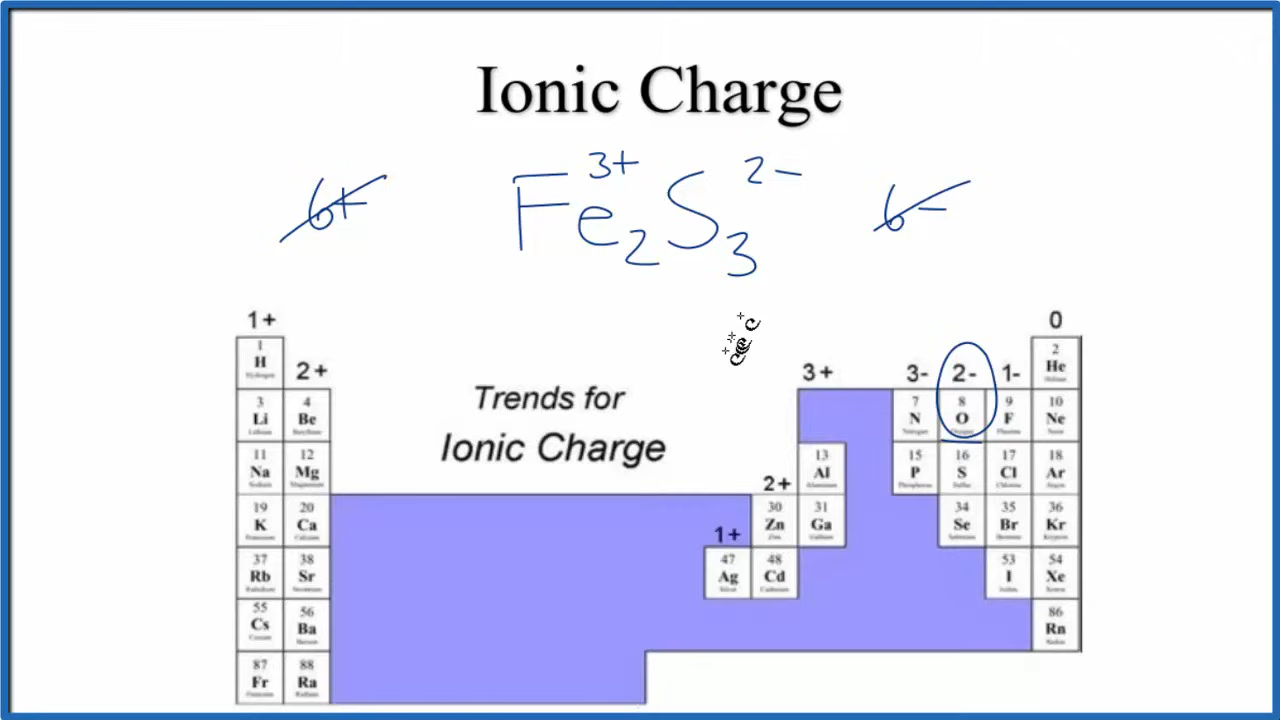 Ionic Charge
6+ Fe₂³⁺S₃²⁻ 6-
1+ 0
1 H Hydrogen 2+ 3+ 3- 2- 1- 2 He Helium
3 Li Lithium 4 Be Beryllium Trends for 7 N Nitrogen 8 O Oxygen 9 F Fluorine 10 Ne Neon
Ionic Charge
11 Na Sodium 12 Mg Magnesium 13 Al Aluminum 15 P Phosphorus 16 S Sulfur 17 Cl Chlorine 18 Ar Argon
2+
19 K Potassium 20 Ca Calcium 30 Zn Zinc 31 Ga Gallium 34 Se Selenium 35 Br Bromine 36 Kr Krypton
1+
37 Rb Rubidium 38 Sr Strontium 47 Ag Silver 48 Cd Cadmium 53 I Iodine 54 Xe Xenon
55 Cs Cesium 56 Ba Barium 86 Rn Radon
87 Fr Francium 88 Ra Radium